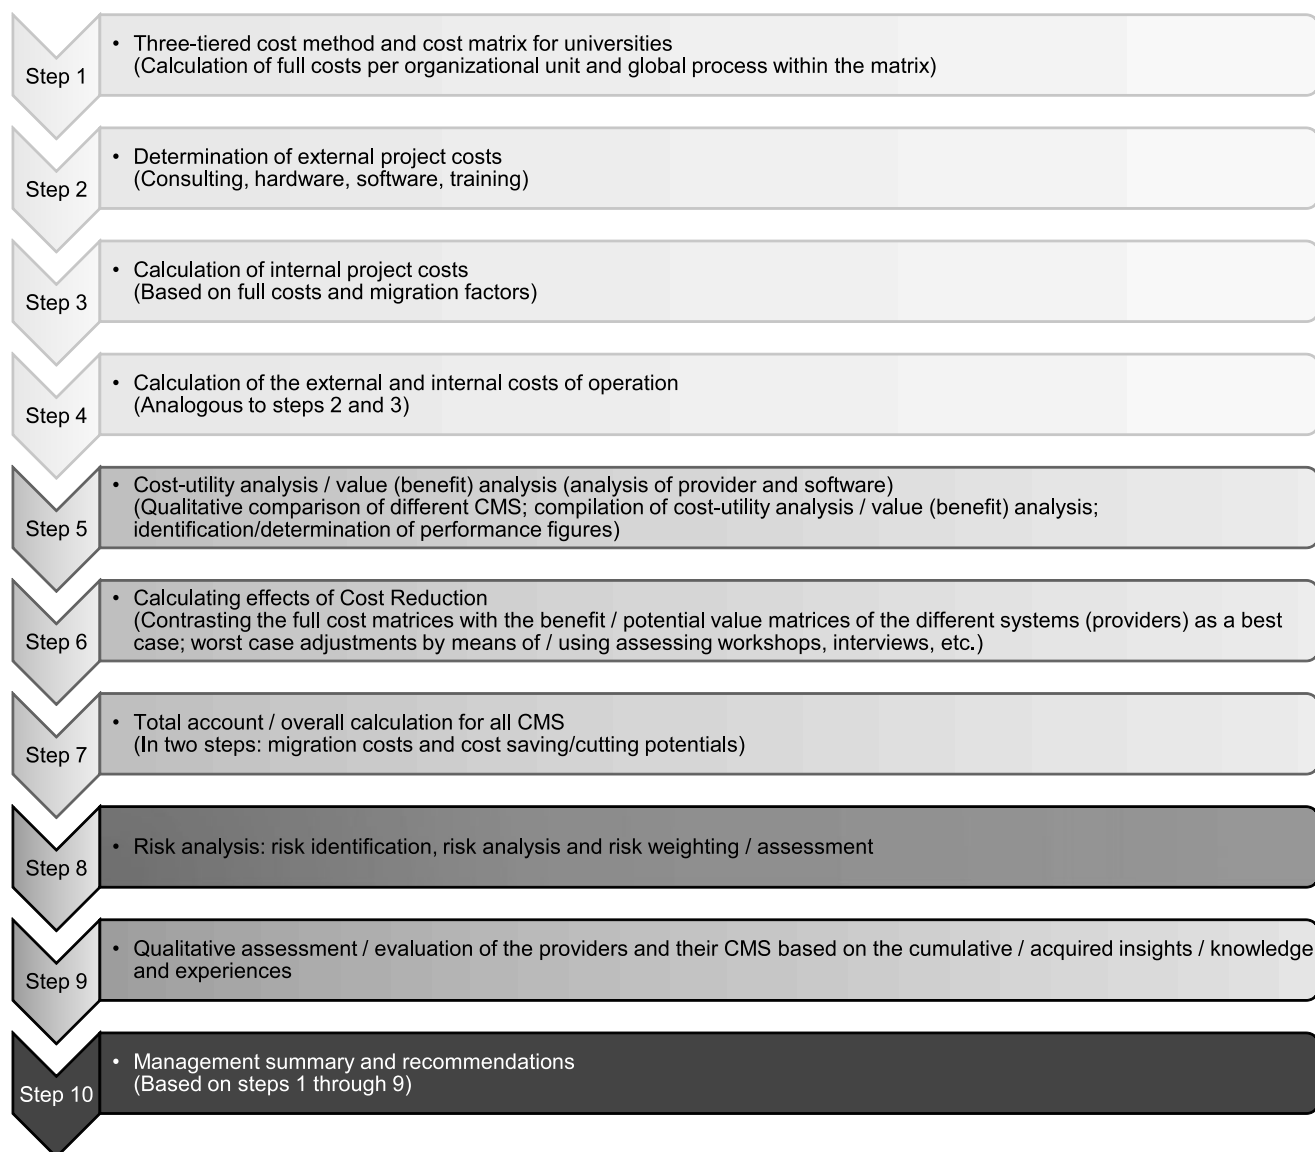 Step 1
• Three-tiered cost method and cost matrix for universities
(Calculation of full costs per organizational unit and global process within the matrix)
Step 2
• Determination of external project costs
(Consulting, hardware, software, training)
Step 3
• Calculation of internal project costs
(Based on full costs and migration factors)
Step 4
• Calculation of the external and internal costs of operation
(Analogous to steps 2 and 3)
Step 5
• Cost-utility analysis / value (benefit) analysis (analysis of provider and software)
(Qualitative comparison of different CMS; compilation of cost-utility analysis / value (benefit) analysis;
identification/determination of performance figures)
Step 6
• Calculating effects of Cost Reduction
(Contrasting the full cost matrices with the benefit / potential value matrices of the different systems (providers) as a best
case; worst case adjustments by means of / using assessing workshops, interviews, etc.)
Step 7
• Total account / overall calculation for all CMS
(In two steps: migration costs and cost saving/cutting potentials)
Step 8
• Risk analysis: risk identification, risk analysis and risk weighting / assessment
Step 9
• Qualitative assessment / evaluation of the providers and their CMS based on the cumulative / acquired insights / knowledge
and experiences
Step 10
• Management summary and recommendations
(Based on steps 1 through 9)